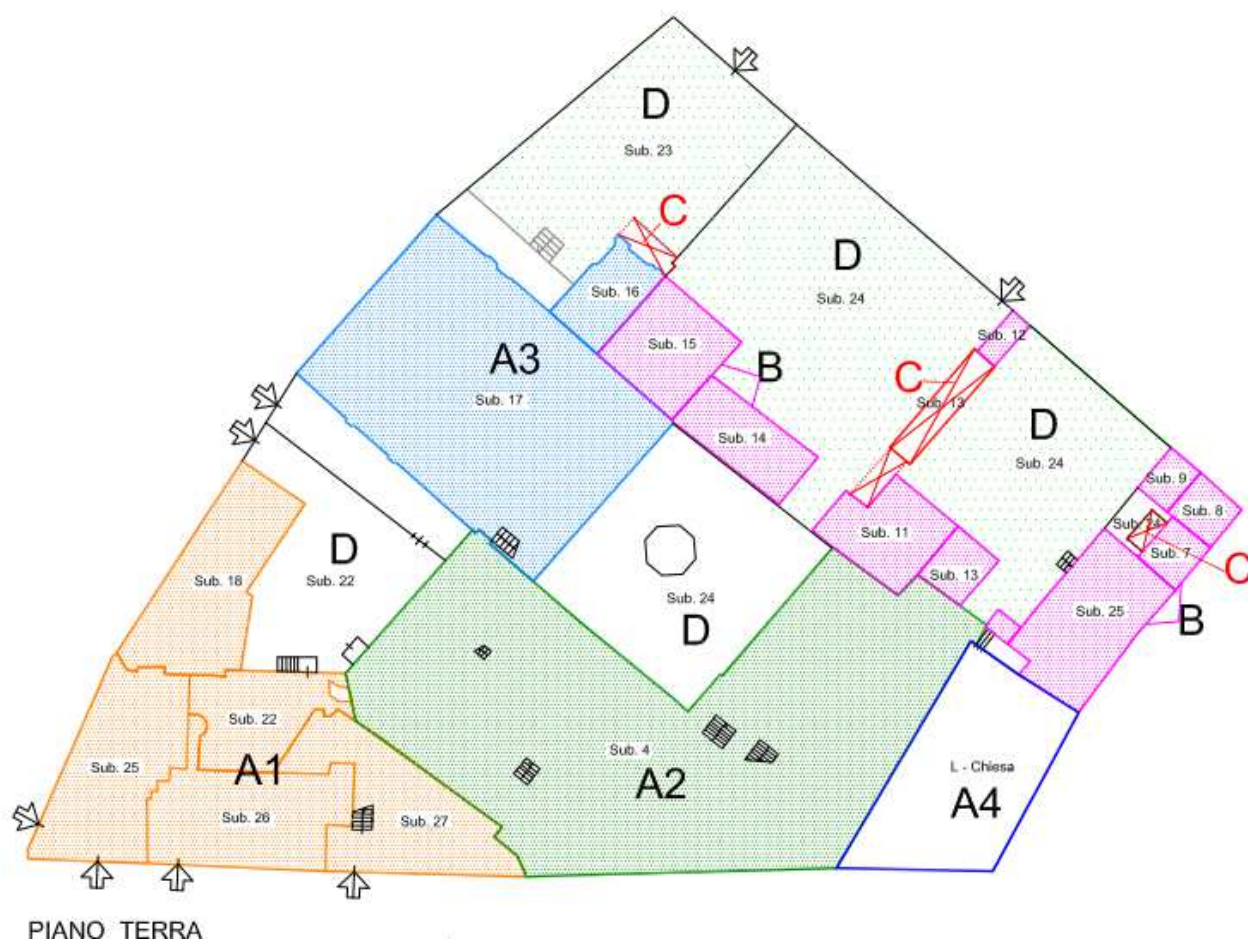 D
Sub. 23
C
D
Sub. 24
Sub. 16
Sub. 12
Sub. 15
A3
B
C
Sub. 13
Sub. 17
D
Sub. 14
Sub. 24
Sub. 9
Sub. 8
Sub. 24
Sub. 11
D
Sub. 7
Sub. 18
Sub. 22
C
Sub. 13
Sub. 24
D
Sub. 25
B
Sub. 22
Sub. 4
Sub. 25
A1
L - Chiesa
A2
A4
Sub. 26
Sub. 27
PIANO TERRA